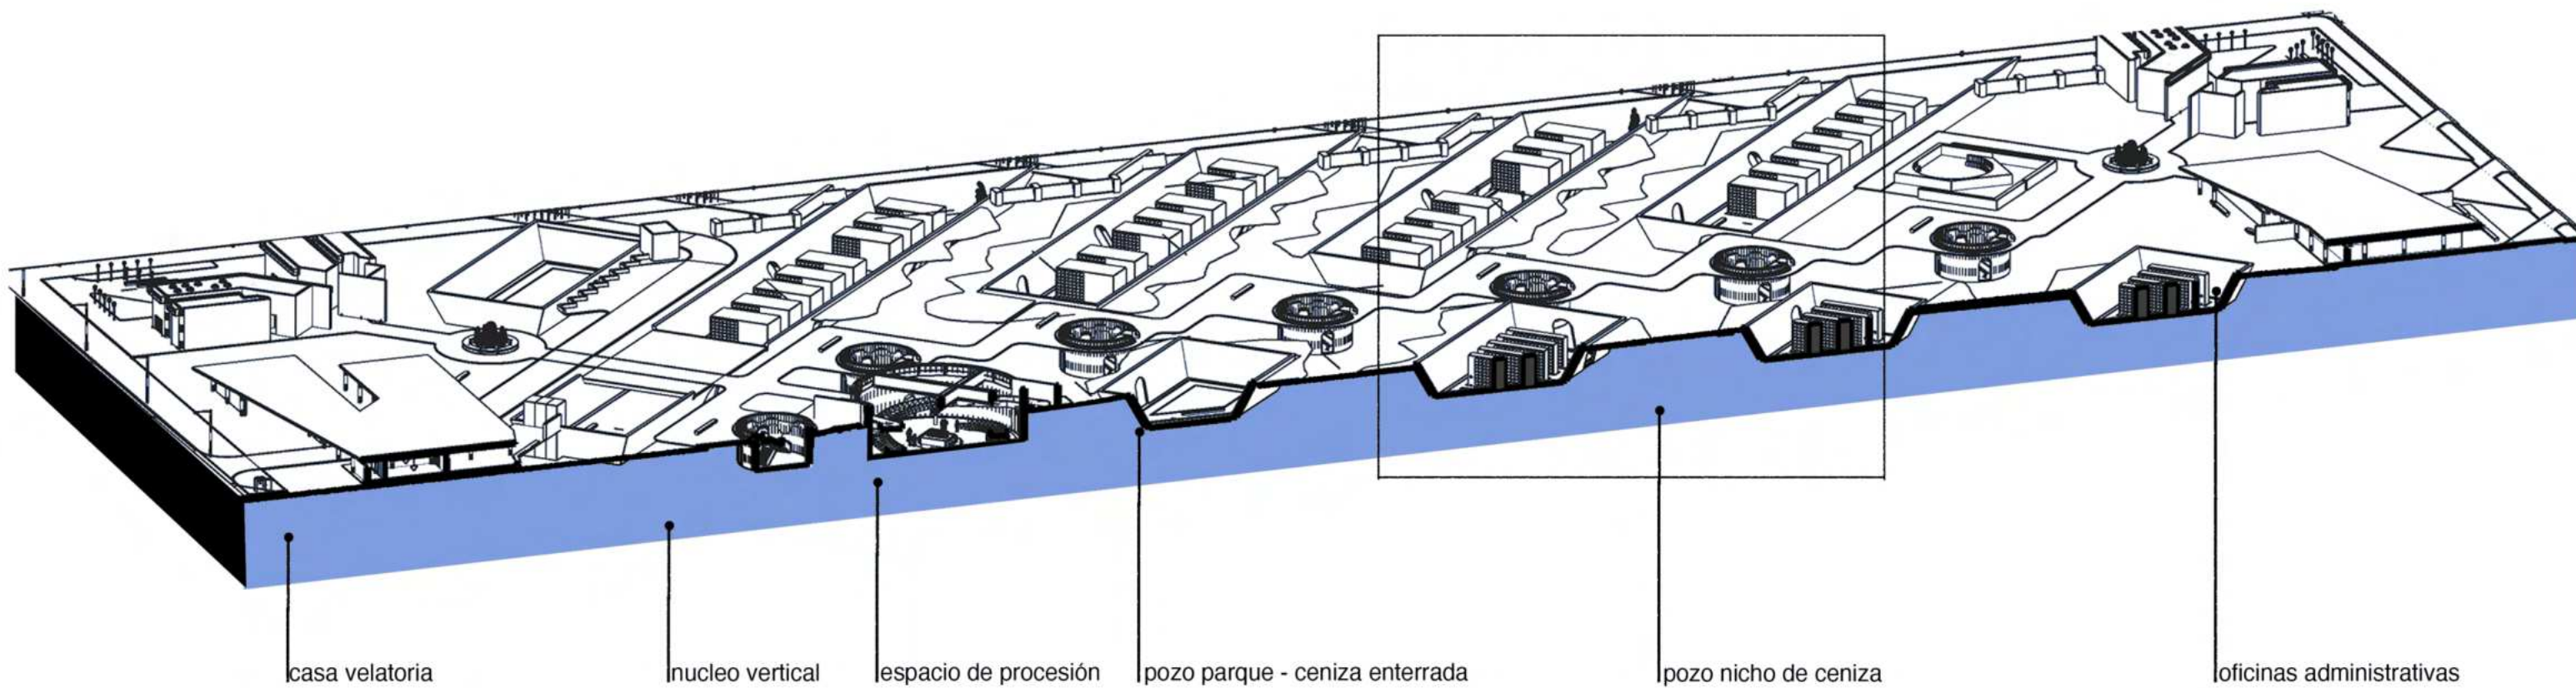 casa velatoria
nucleo vertical
espacio de procesión
pozo parque - ceniza enterrada
pozo nicho de ceniza
oficinas administrativas